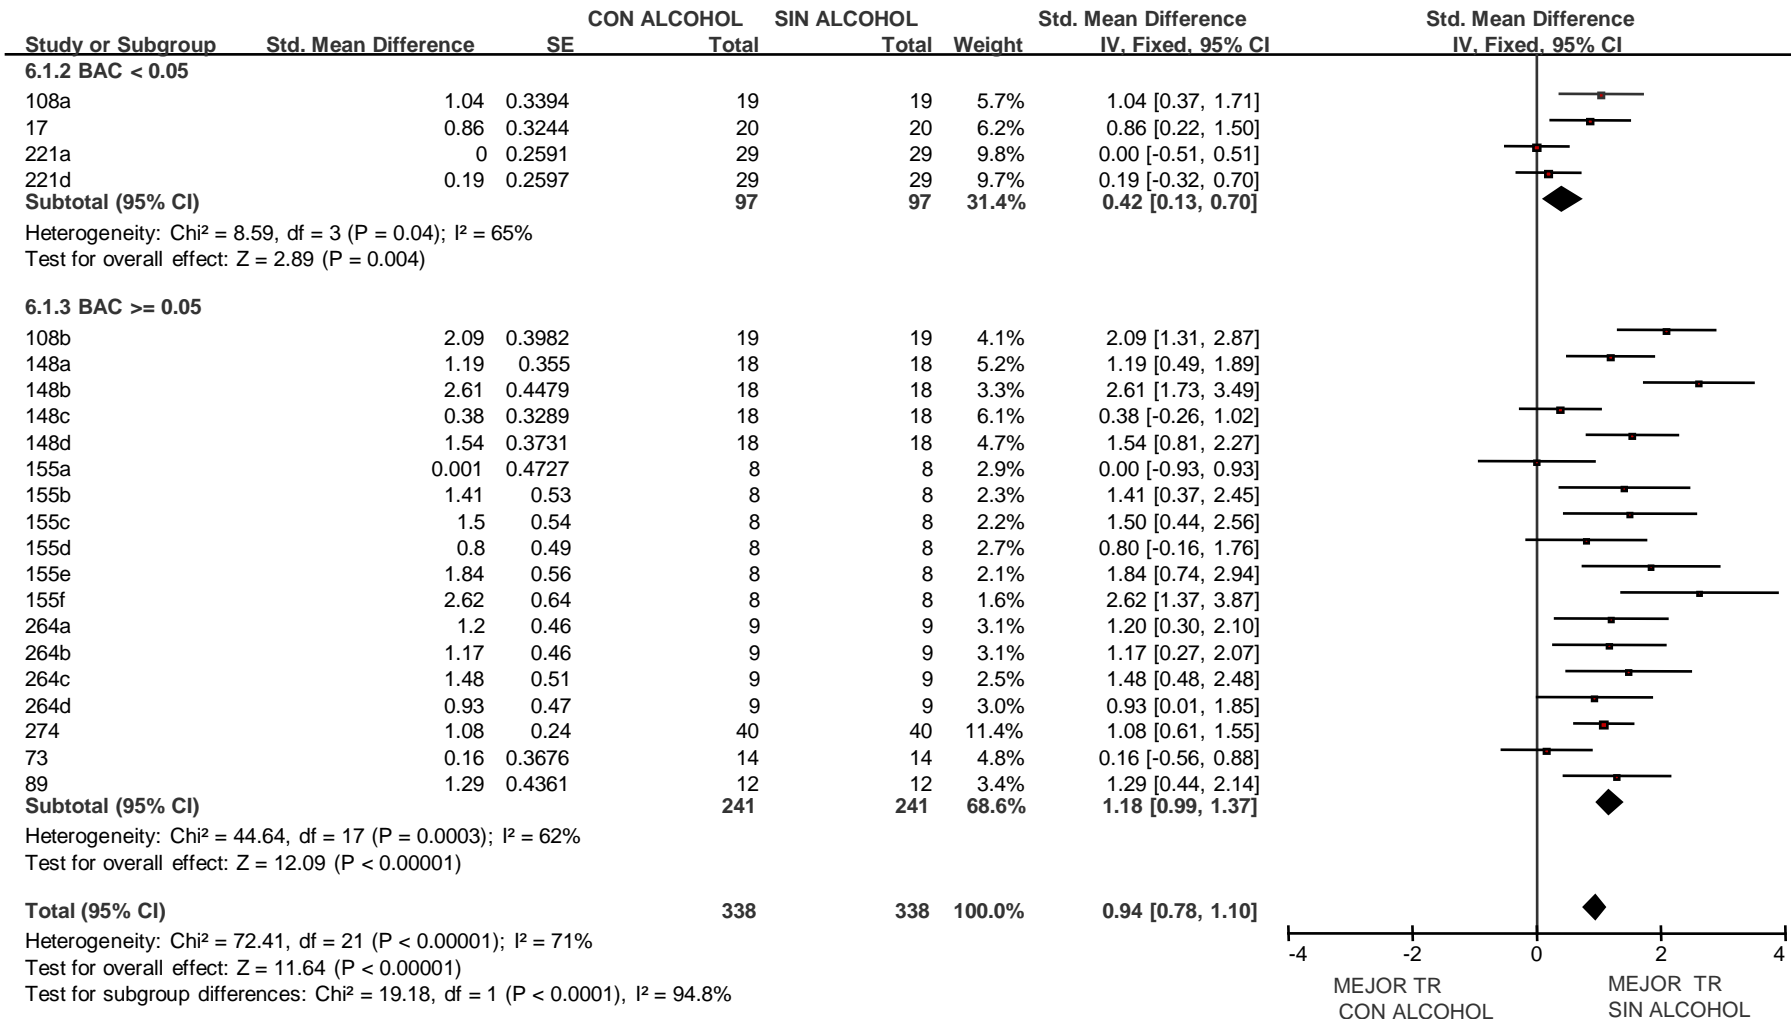 CON ALCOHOL SIN ALCOHOL Std. Mean Difference Std. Mean Difference
Study or Subgroup Std. Mean Difference SE Total Total Weight IV, Fixed, 95% CI IV, Fixed, 95% CI
6.1.2 BAC < 0.05
108a 1.04 0.3394 19 19 5.7% 1.04 [0.37, 1.71]
17 0.86 0.3244 20 20 6.2% 0.86 [0.22, 1.50]
221a 0 0.2591 29 29 9.8% 0.00 [-0.51, 0.51]
221d 0.19 0.2597 29 29 9.7% 0.19 [-0.32, 0.70]
Subtotal (95% CI) 97 97 31.4% 0.42 [0.13, 0.70]
Heterogeneity: Chi² = 8.59, df = 3 (P = 0.04); I² = 65%
Test for overall effect: Z = 2.89 (P = 0.004)
6.1.3 BAC >= 0.05
108b 2.09 0.3982 19 19 4.1% 2.09 [1.31, 2.87]
148a 1.19 0.355 18 18 5.2% 1.19 [0.49, 1.89]
148b 2.61 0.4479 18 18 3.3% 2.61 [1.73, 3.49]
148c 0.38 0.3289 18 18 6.1% 0.38 [-0.26, 1.02]
148d 1.54 0.3731 18 18 4.7% 1.54 [0.81, 2.27]
155a 0.001 0.4727 8 8 2.9% 0.00 [-0.93, 0.93]
155b 1.41 0.53 8 8 2.3% 1.41 [0.37, 2.45]
155c 1.5 0.54 8 8 2.2% 1.50 [0.44, 2.56]
155d 0.8 0.49 8 8 2.7% 0.80 [-0.16, 1.76]
155e 1.84 0.56 8 8 2.1% 1.84 [0.74, 2.94]
155f 2.62 0.64 8 8 1.6% 2.62 [1.37, 3.87]
264a 1.2 0.46 9 9 3.1% 1.20 [0.30, 2.10]
264b 1.17 0.46 9 9 3.1% 1.17 [0.27, 2.07]
264c 1.48 0.51 9 9 2.5% 1.48 [0.48, 2.48]
264d 0.93 0.47 9 9 3.0% 0.93 [0.01, 1.85]
274 1.08 0.24 40 40 11.4% 1.08 [0.61, 1.55]
73 0.16 0.3676 14 14 4.8% 0.16 [-0.56, 0.88]
89 1.29 0.4361 12 12 3.4% 1.29 [0.44, 2.14]
Subtotal (95% CI) 241 241 68.6% 1.18 [0.99, 1.37]
Heterogeneity: Chi² = 44.64, df = 17 (P = 0.0003); I² = 62%
Test for overall effect: Z = 12.09 (P < 0.00001)
Total (95% CI) 338 338 100.0% 0.94 [0.78, 1.10]
Heterogeneity: Chi² = 72.41, df = 21 (P < 0.00001); I² = 71%
Test for overall effect: Z = 11.64 (P < 0.00001)
Test for subgroup differences: Chi² = 19.18, df = 1 (P < 0.0001), I² = 94.8%
-4 -2 0 2 4
MEJOR TR MEJOR TR
CON ALCOHOL SIN ALCOHOL